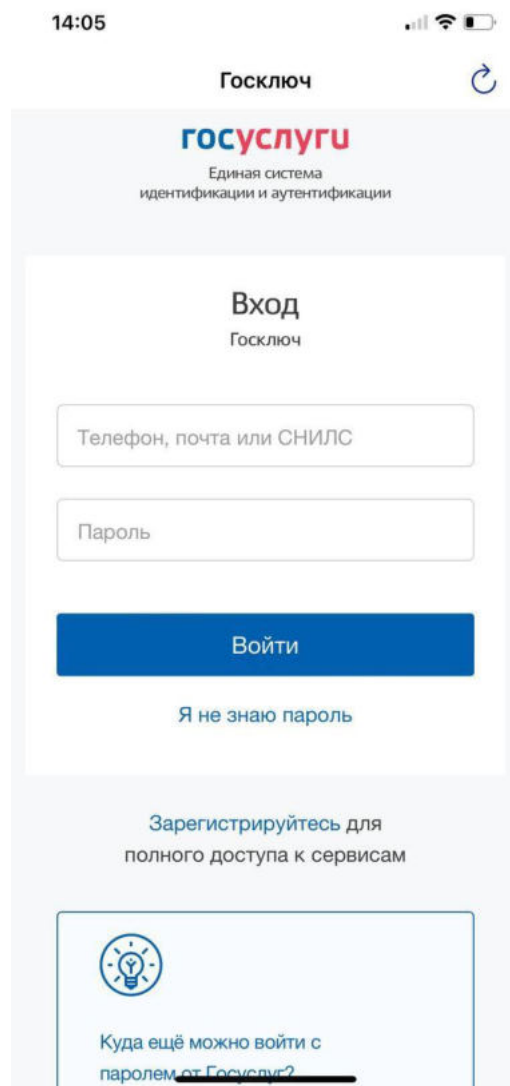 14:05
Госключ
госуслуги
Единая система
идентификации и аутентификации
Вход
Госключ
Телефон, почта или СНИЛС
Пароль
Войти
Я не знаю пароль
Зарегистрируйтесь для
полного доступа к сервисам
Куда ещё можно войти с
паролем от Госуслуг?